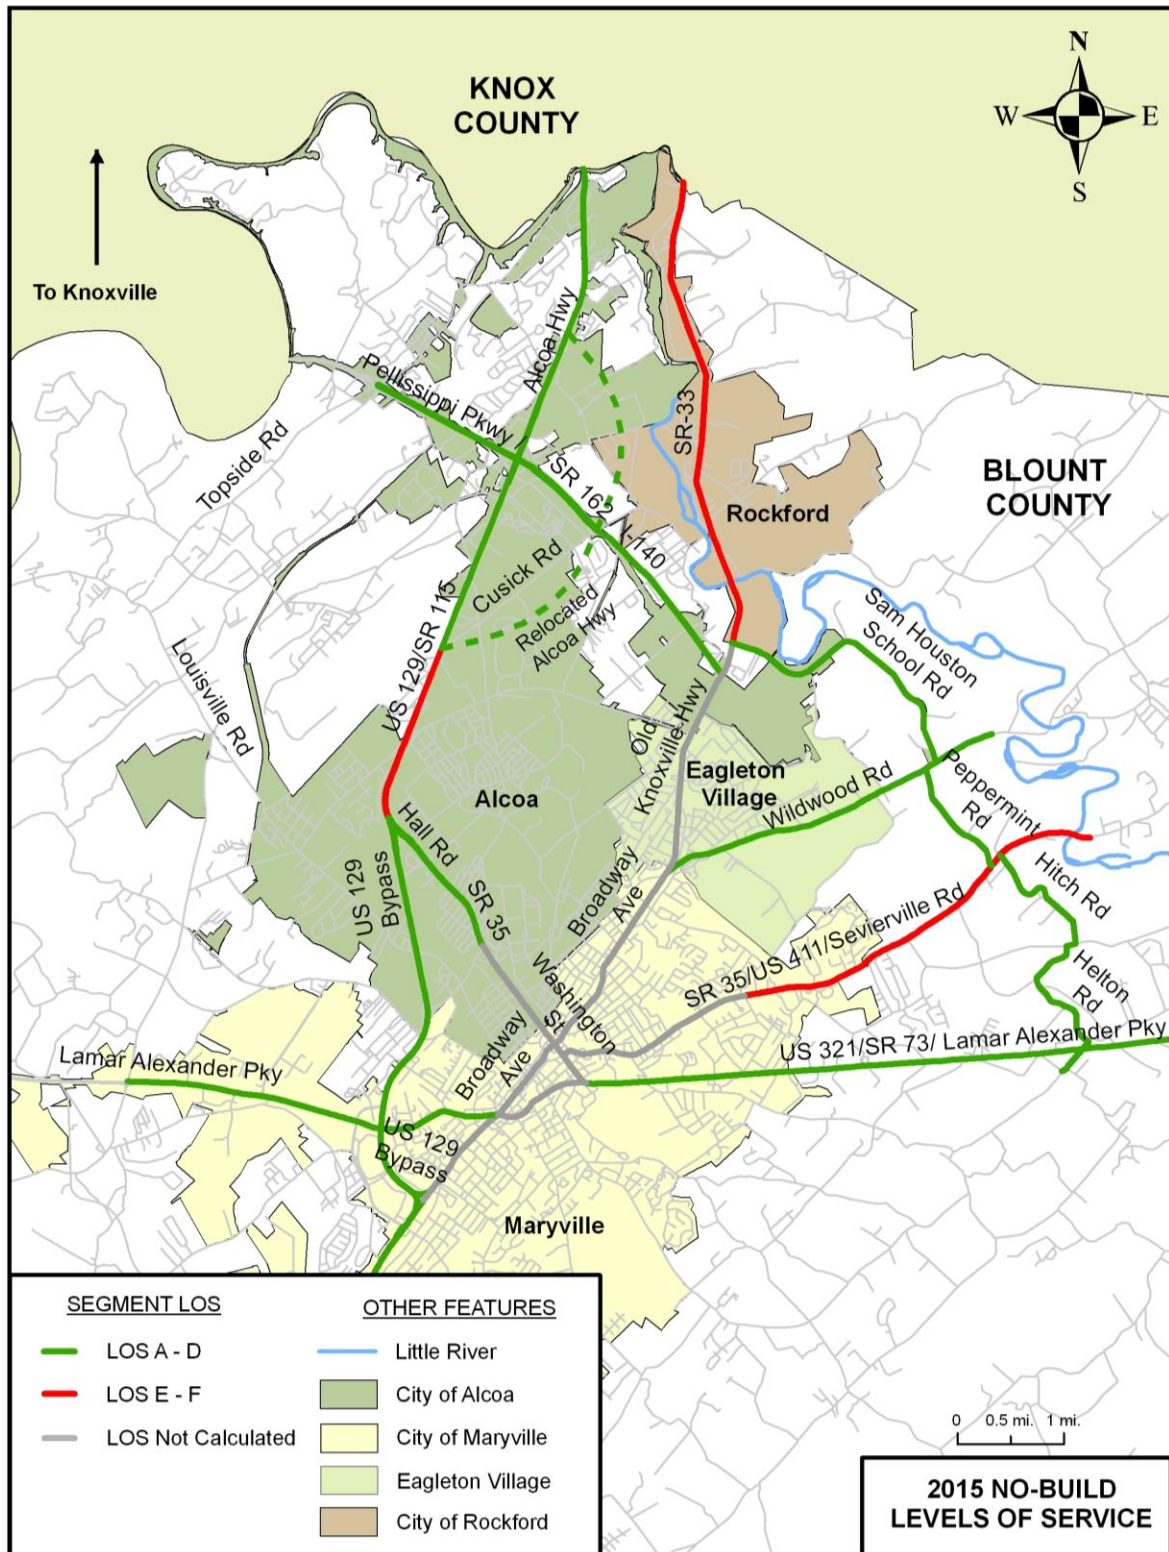 KNOX
COUNTY
N
W
E
S
To Knoxville
Alcoa Hwy
Pellissippi Pkwy /
SR 162 / I-140
SR-33
Topside Rd
Rockford
BLOUNT
COUNTY
Cusick Rd
Relocated
Alcoa Hwy
US 129/SR 115
Sam Houston
School Rd
Louisville Rd
Old
Knoxville Hwy
Eagleton
Village
Alcoa
Wildwood Rd
Peppermint
Rd
Hall Rd
SR 35
US 129
Bypass
Broadway
Ave
Hitch Rd
SR 35/US 411/Sevierville Rd
Helton
Rd
Washington
St
Broadway
Ave
US 321/SR 73/ Lamar Alexander Pky
Lamar Alexander Pky
US 129
Bypass
Maryville
SEGMENT LOS
LOS A - D
LOS E - F
LOS Not Calculated
OTHER FEATURES
Little River
City of Alcoa
City of Maryville
Eagleton Village
City of Rockford
0 0.5 mi. 1 mi.
2015 NO-BUILD
LEVELS OF SERVICE